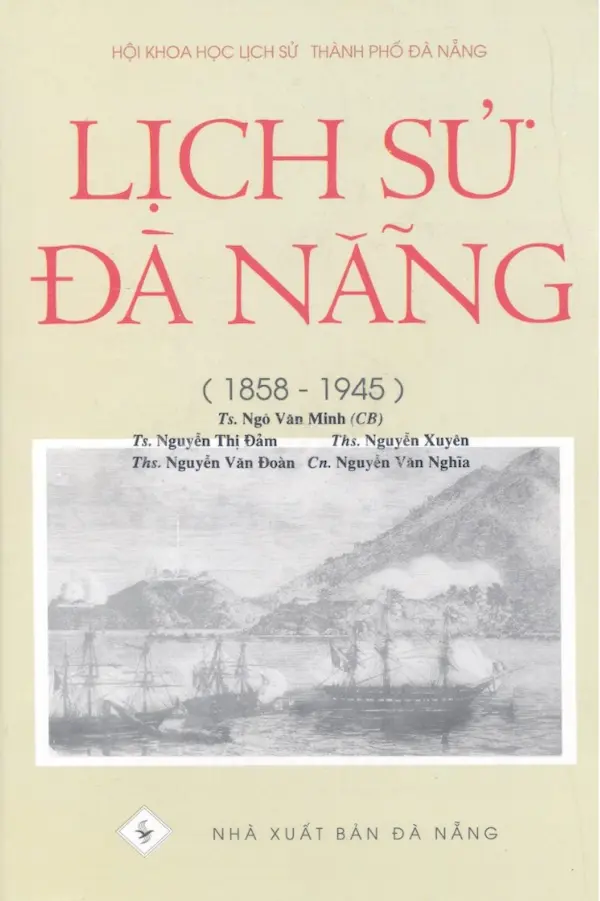 HỘI KHOA HỌC LỊCH SỬ THÀNH PHỐ ĐÀ NẴNG
LỊCH SỬ
ĐÀ NẴNG
( 1858 - 1945 )
Ts. Ngô Văn Minh (CB)
Ts. Nguyễn Thị Đảm Ths. Nguyễn Xuyên
Ths. Nguyễn Văn Đoàn Cn. Nguyễn Văn Nghĩa
NHÀ XUẤT BẢN ĐÀ NẴNG